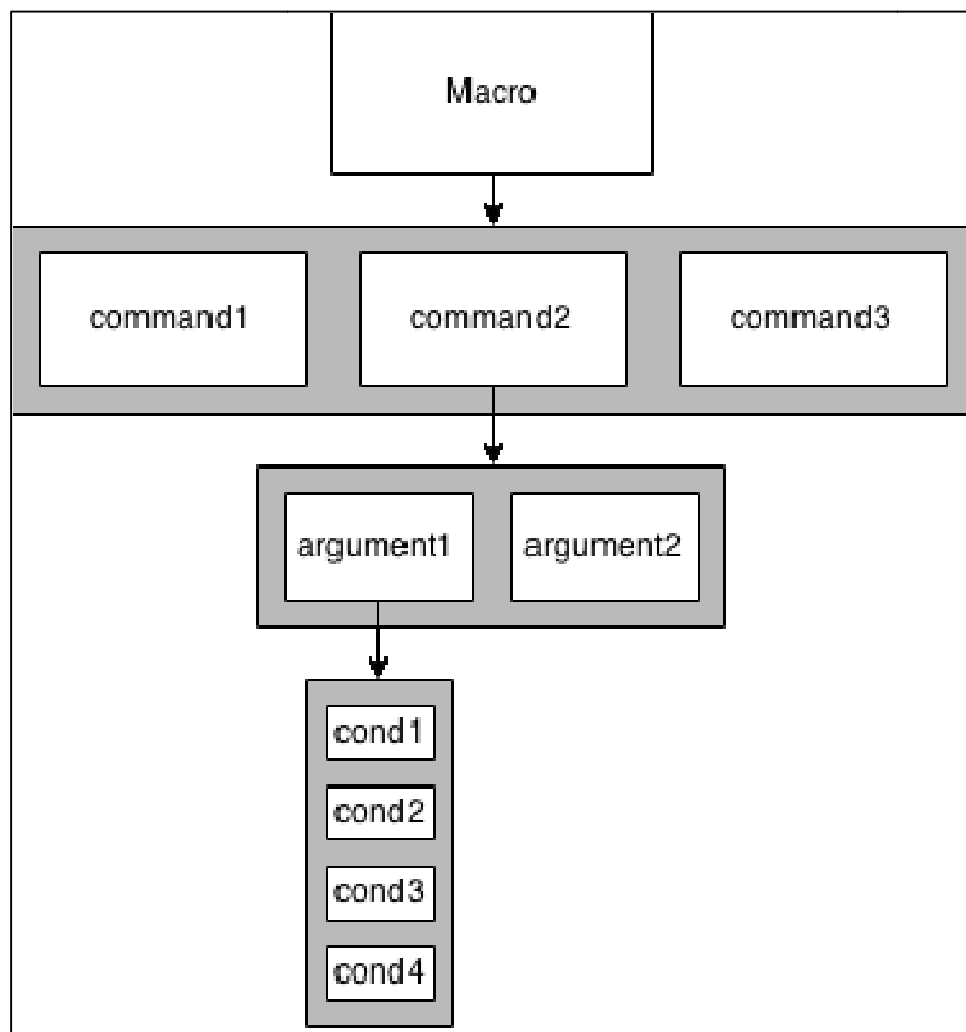 Macro
command1 command2 command3
argument1 argument2
cond1
cond2
cond3
cond4